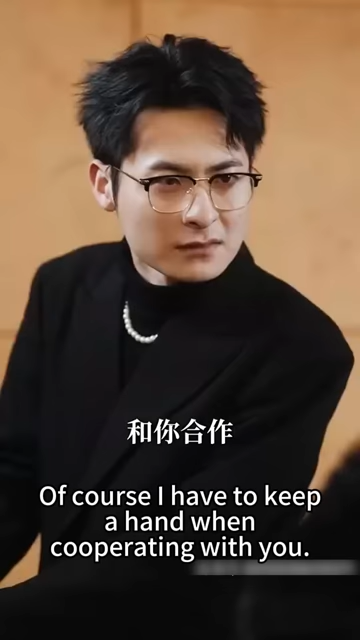 和你合作
Of course I have to keep
a hand when
cooperating with you.